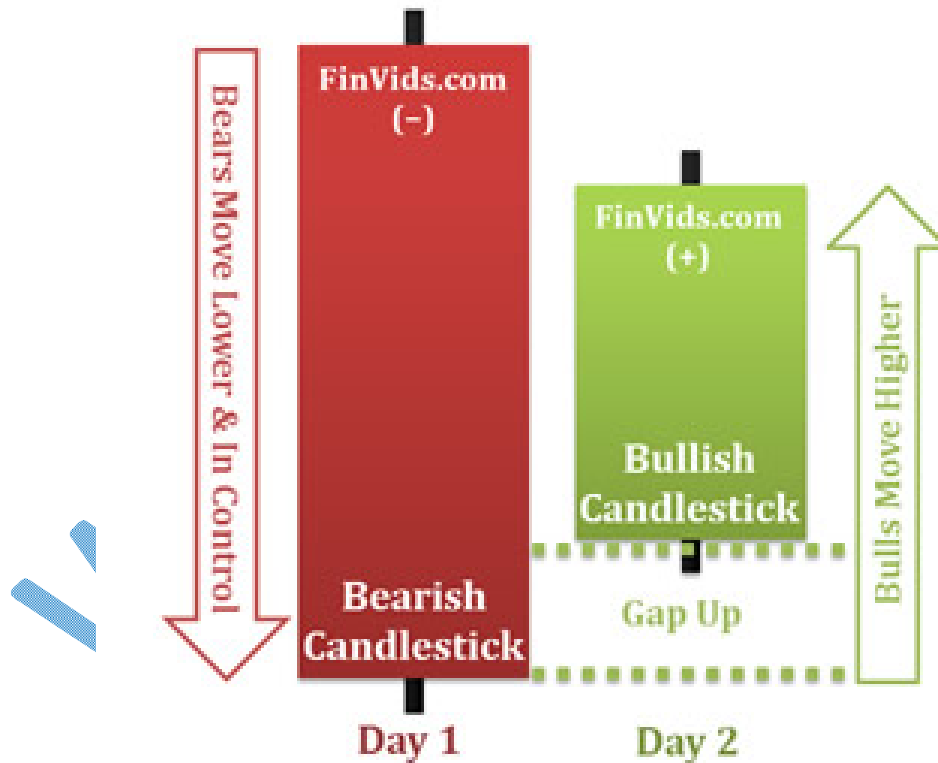 Bears Move Lower & In Control
FinVids.com
(−)
Bearish
Candlestick
Day 1
FinVids.com
(+)
Bullish
Candlestick
Gap Up
Day 2
Bulls Move Higher